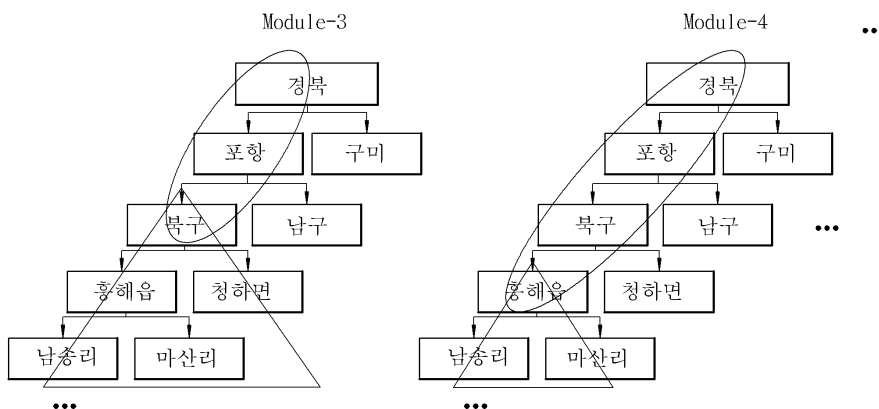 Module-3 Module-4
경북 경북
포항 구미 포항 구미
북구 남구 북구 남구 •••
흥해읍 청하면 흥해읍 청하면
남송리 마산리 남송리 마산리
••• •••